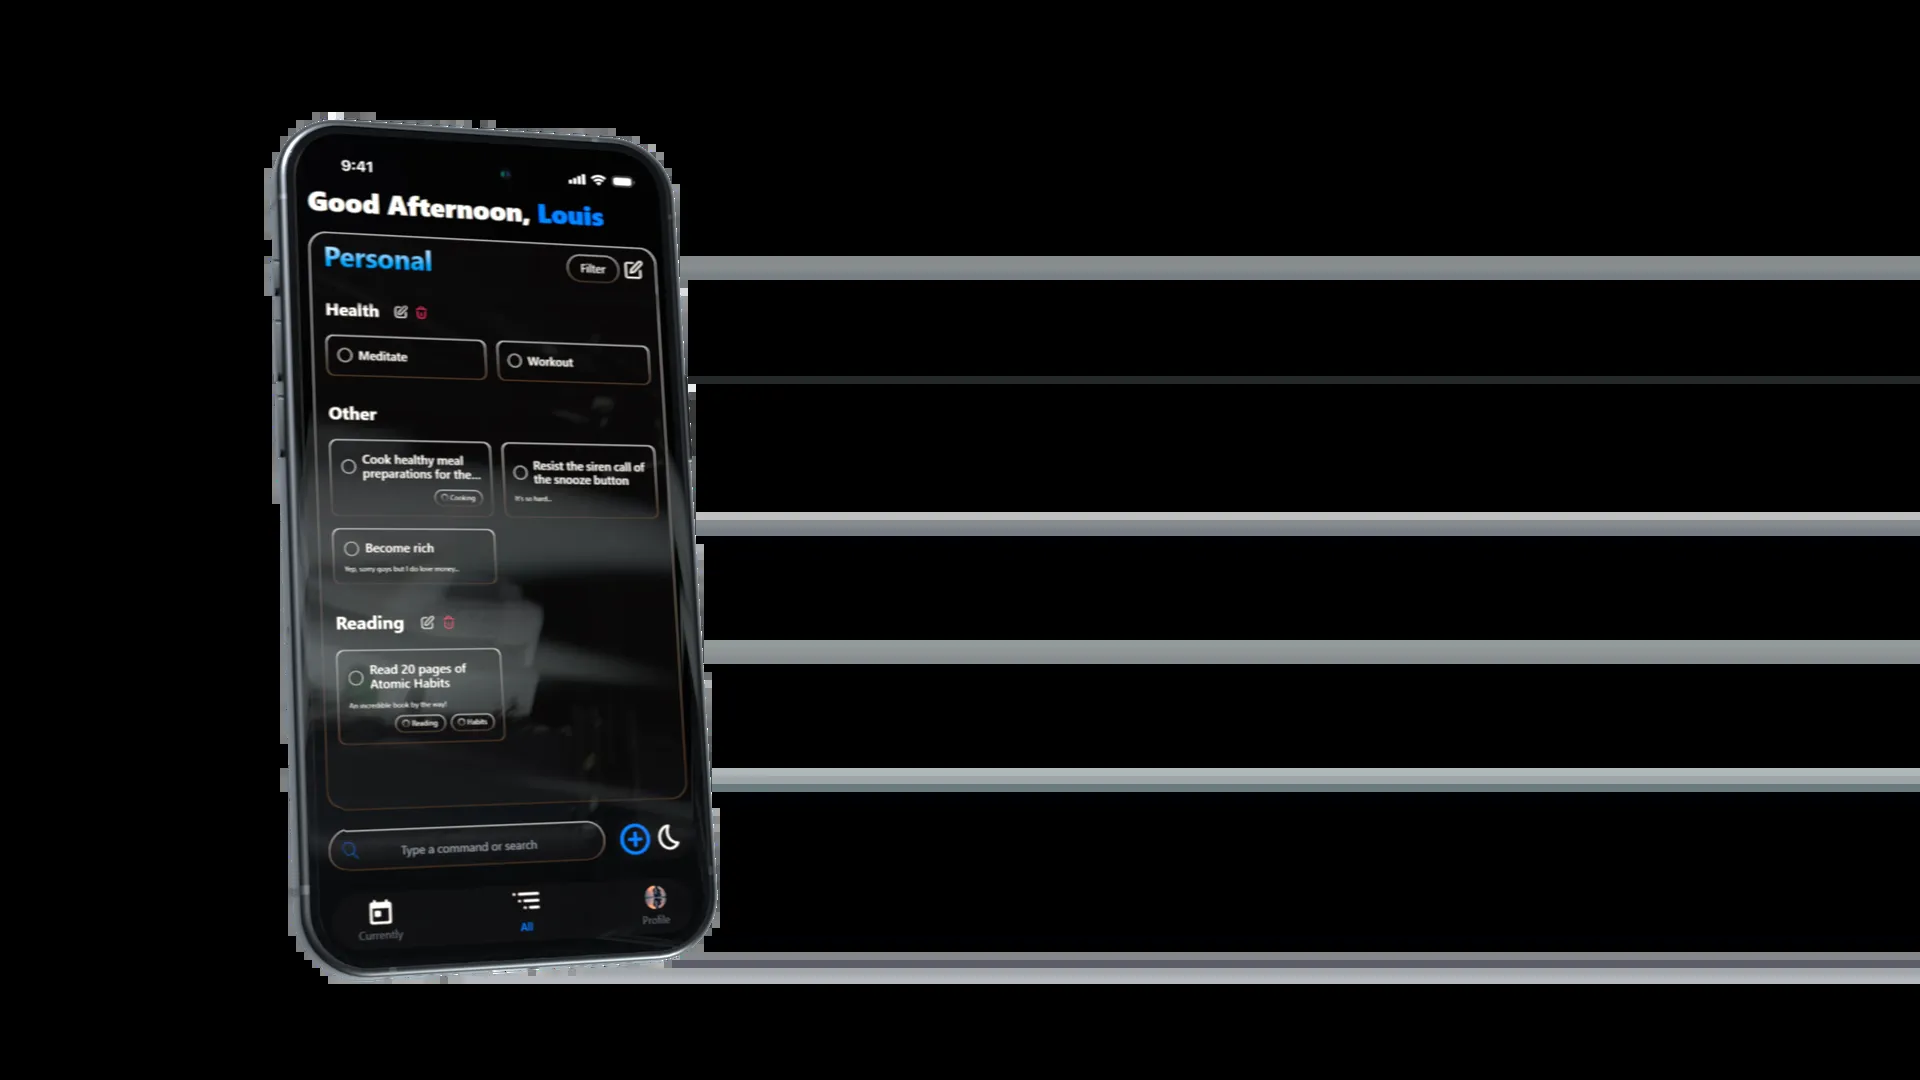 9:41
Good Afternoon, Louis
Personal
Filter
Health
Meditate
Workout
Other
Cook healthy meal
preparations for the...
Cooking
Resist the siren call of
the snooze button
It's so hard...
Become rich
Yep, sorry guys but I do love money...
Reading
Read 20 pages of
Atomic Habits
An incredible book by the way!
Reading
Habits
Type a command or search
Currently
All
Profile